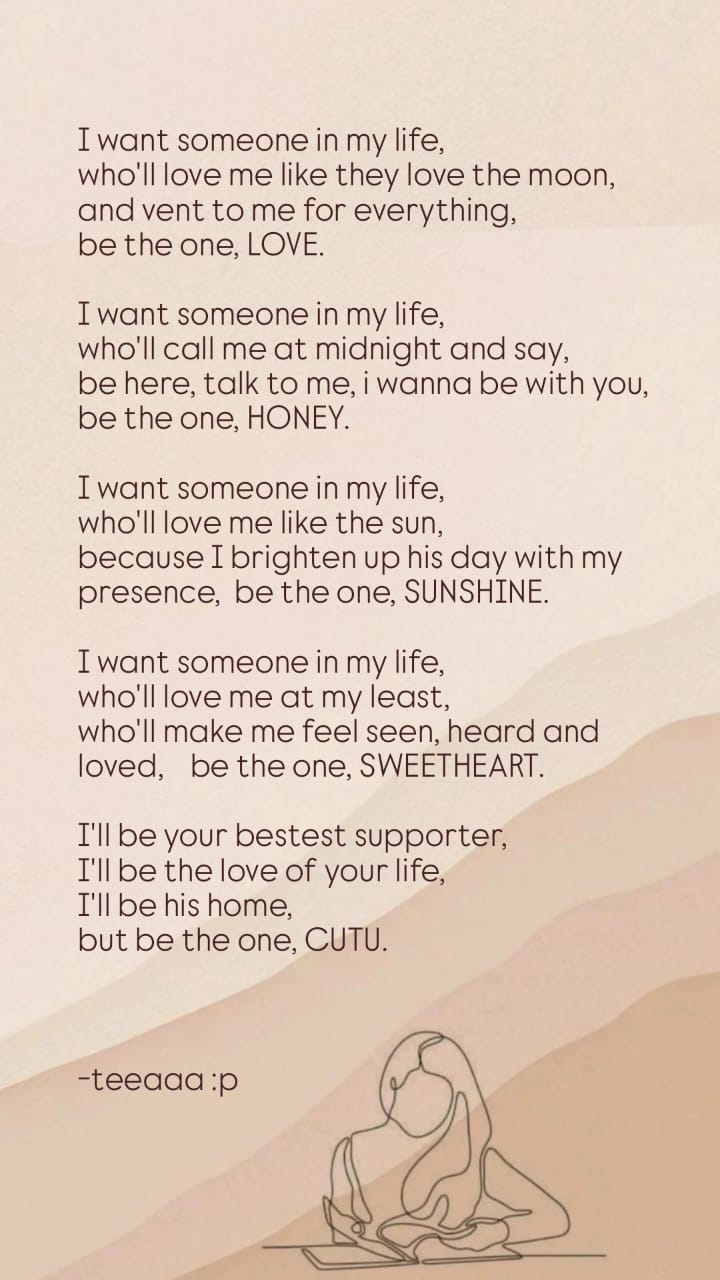 I want someone in my life,
who'll love me like they love the moon,
and vent to me for everything,
be the one, LOVE.
I want someone in my life,
who'll call me at midnight and say,
be here, talk to me, i wanna be with you,
be the one, HONEY.
I want someone in my life,
who'll love me like the sun,
because I brighten up his day with my
presence,  be the one, SUNSHINE.
I want someone in my life,
who'll love me at my least,
who'll make me feel seen, heard and
loved,   be the one, SWEETHEART.
I'll be your bestest supporter,
I'll be the love of your life,
I'll be his home,
but be the one, CUTU.
-teeaaa :p